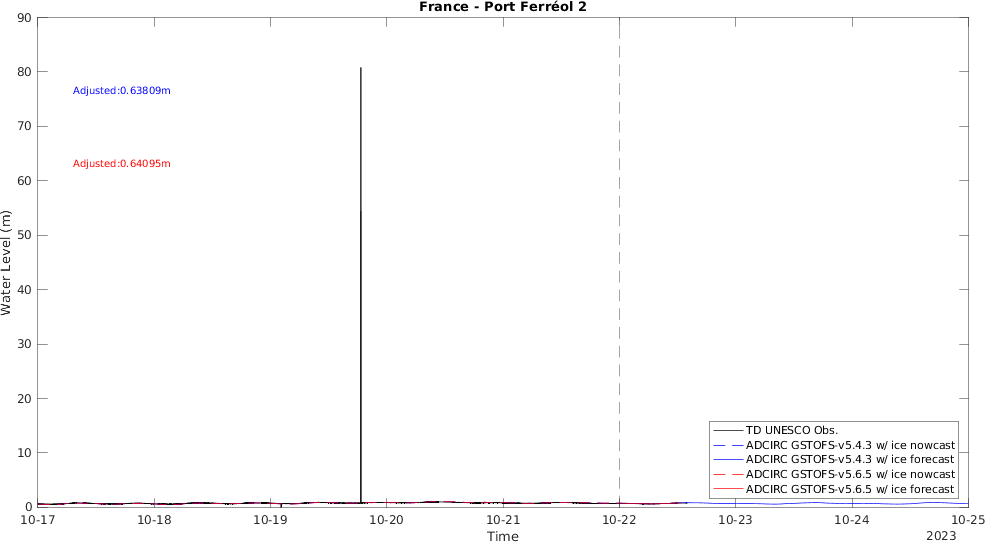 France - Port Ferréol 2
90
80
70
60
50
40
30
20
10
0
Water Level (m)
Adjusted:0.63809m
Adjusted:0.64095m
TD UNESCO Obs.
ADCIRC GSTOFS-v5.4.3 w/ ice nowcast
ADCIRC GSTOFS-v5.4.3 w/ ice forecast
ADCIRC GSTOFS-v5.6.5 w/ ice nowcast
ADCIRC GSTOFS-v5.6.5 w/ ice forecast
10-17 10-18 10-19 10-20 10-21 10-22 10-23 10-24 10-25
Time
2023